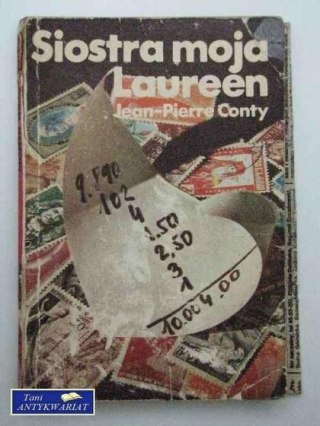 Siostra moja
Laureen
Jean-Pierre Conty
9.890
102
4
1.50
2.50
3
1
10.004.00
Tani
ANTYKWARIAT